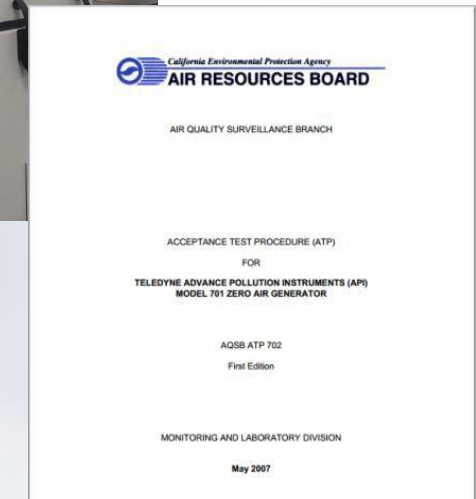 California Environmental Protection Agency
AIR RESOURCES BOARD
AIR QUALITY SURVEILLANCE BRANCH
ACCEPTANCE TEST PROCEDURE (ATP)
FOR
TELEDYNE ADVANCE POLLUTION INSTRUMENTS (API)
MODEL 701 ZERO AIR GENERATOR
AQSB ATP 702
First Edition
MONITORING AND LABORATORY DIVISION
May 2007